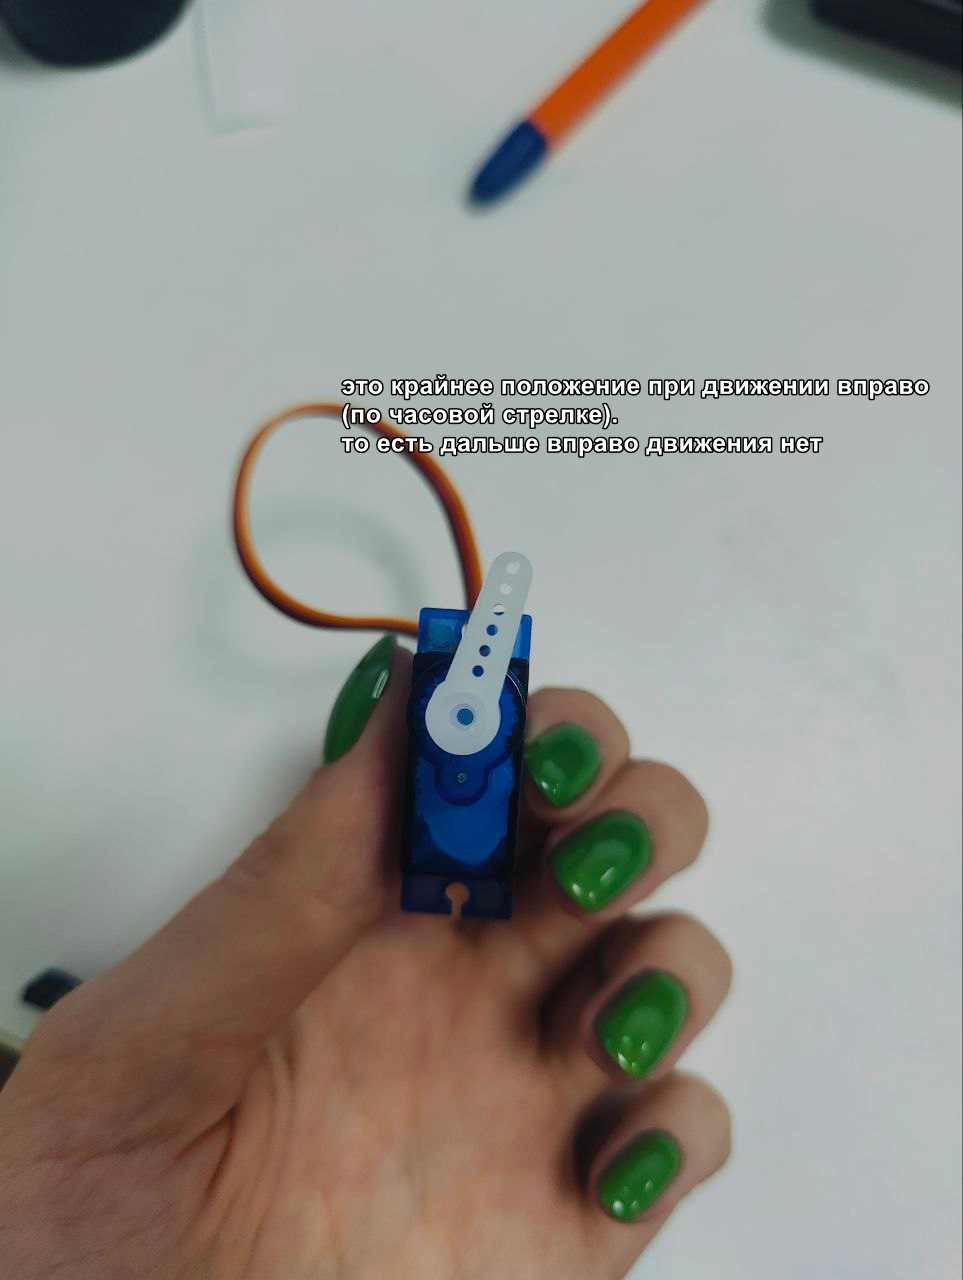 это крайнее положение при движении вправо
(по часовой стрелке).
то есть дальше вправо движения нет